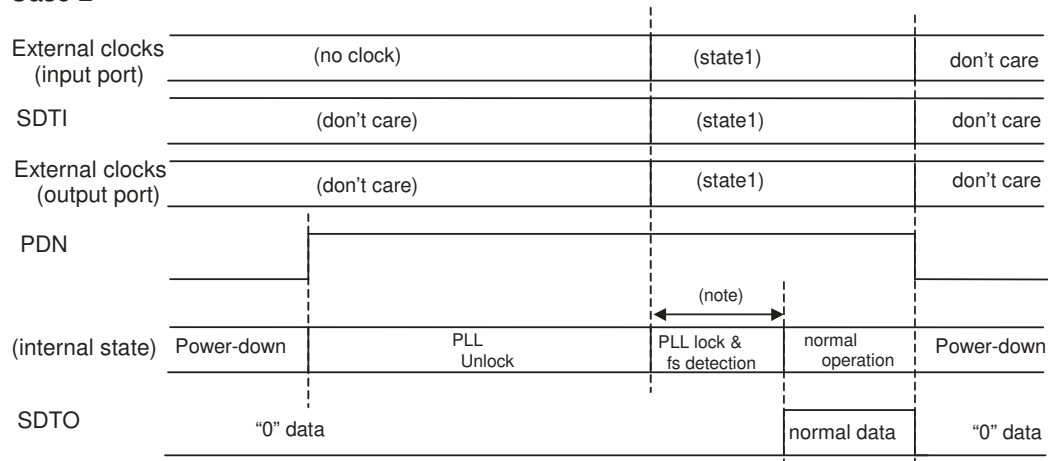 External clocks
(input port)
(no clock)
(state1)
don't care
SDTI
(don't care)
(state1)
don't care
External clocks
(output port)
(don't care)
(state1)
don't care
PDN
(note)
(internal state)
Power-down
PLL
Unlock
PLL lock &
fs detection
normal
operation
Power-down
SDTO
“0” data
normal data
“0” data